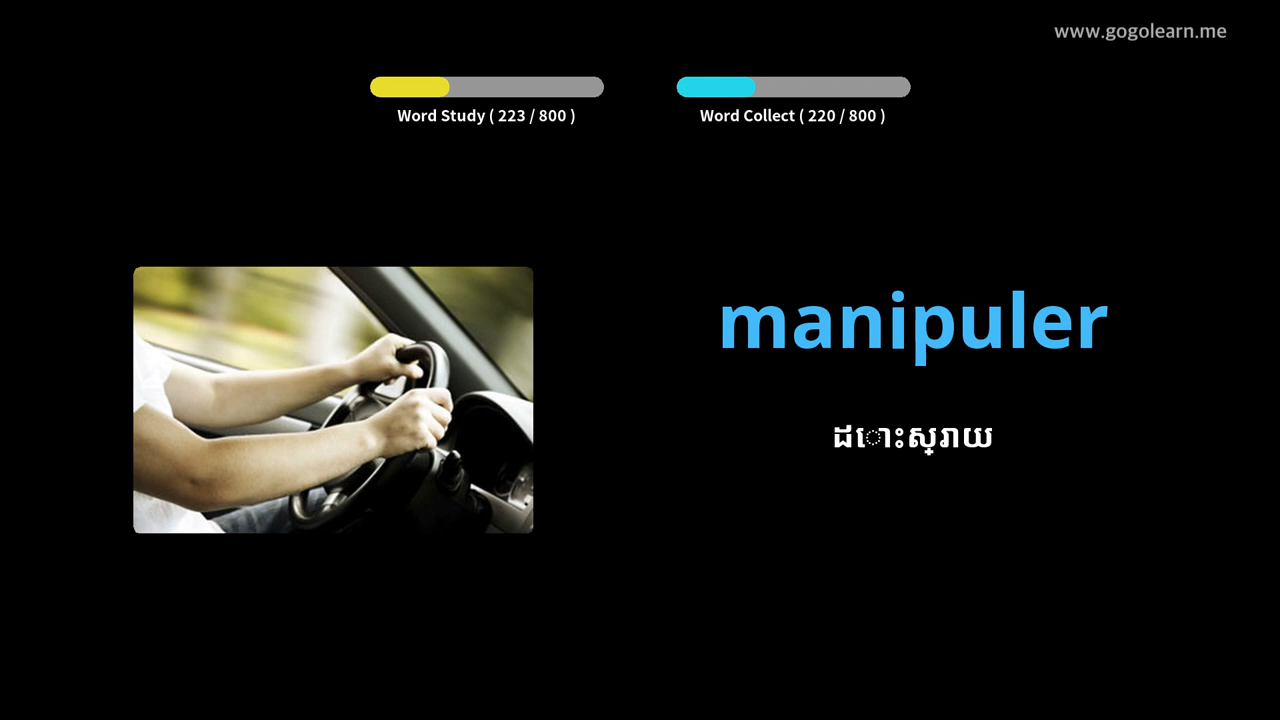 www.gogolearn.me
Word Study ( 223 / 800 )
Word Collect ( 220 / 800 )
manipuler
ដោះស្រាយ